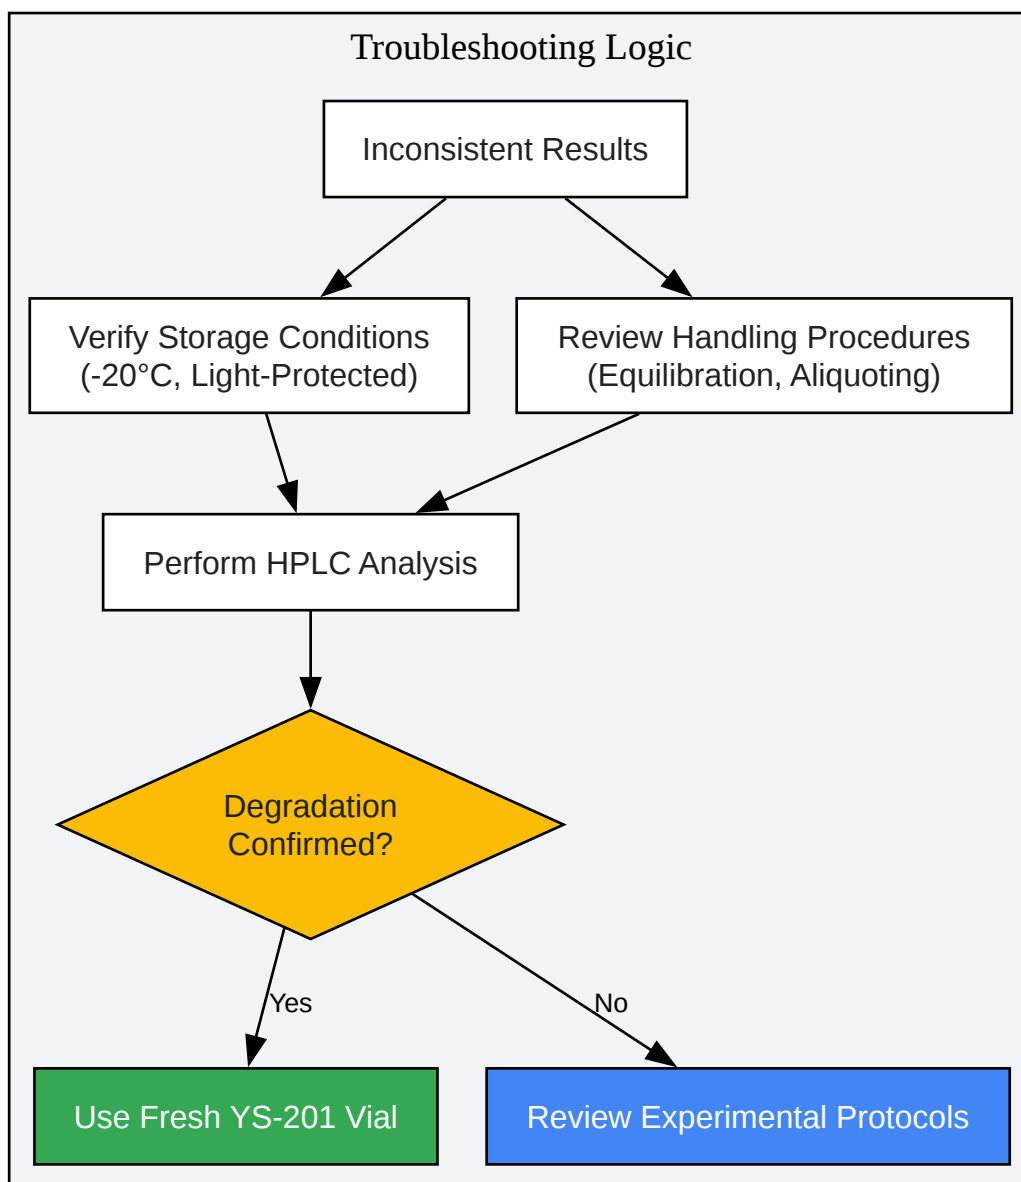 Troubleshooting Logic
Inconsistent Results
Verify Storage Conditions
(-20°C, Light-Protected)
Review Handling Procedures
(Equilibration, Aliquoting)
Perform HPLC Analysis
Degradation
Confirmed?
Yes
No
Use Fresh YS-201 Vial
Review Experimental Protocols